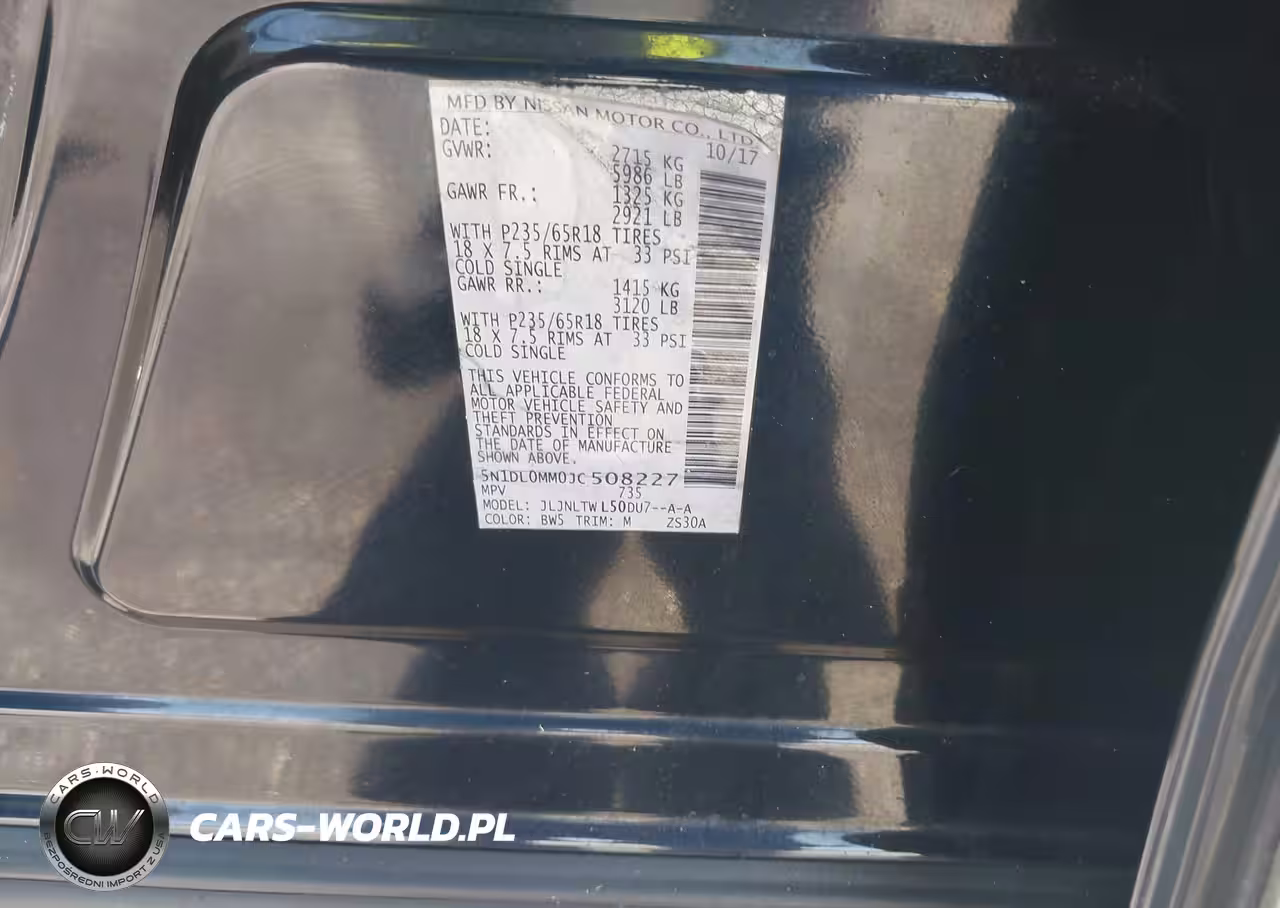 MFD BY NISSAN MOTOR CO., LTD.
DATE: 10/17
GVWR: 2715 KG
5986 LB
GAWR FR.: 1325 KG
2921 LB
WITH P235/65R18 TIRES
18 X 7.5 RIMS AT 33 PSI
COLD SINGLE
GAWR RR.: 1415 KG
3120 LB
WITH P235/65R18 TIRES
18 X 7.5 RIMS AT 33 PSI
COLD SINGLE
THIS VEHICLE CONFORMS TO
ALL APPLICABLE FEDERAL
MOTOR VEHICLE SAFETY AND
THEFT PREVENTION
STANDARDS IN EFFECT ON
THE DATE OF MANUFACTURE
SHOWN ABOVE.
5N1DL0MM0JC508227
MPV 735
MODEL: JLJNLTWL50DU7--A-A
COLOR: BW5 TRIM: M ZS30A
CARS-WORLD
CW
BEZPOŚREDNI IMPORT Z USA
CARS-WORLD.PL